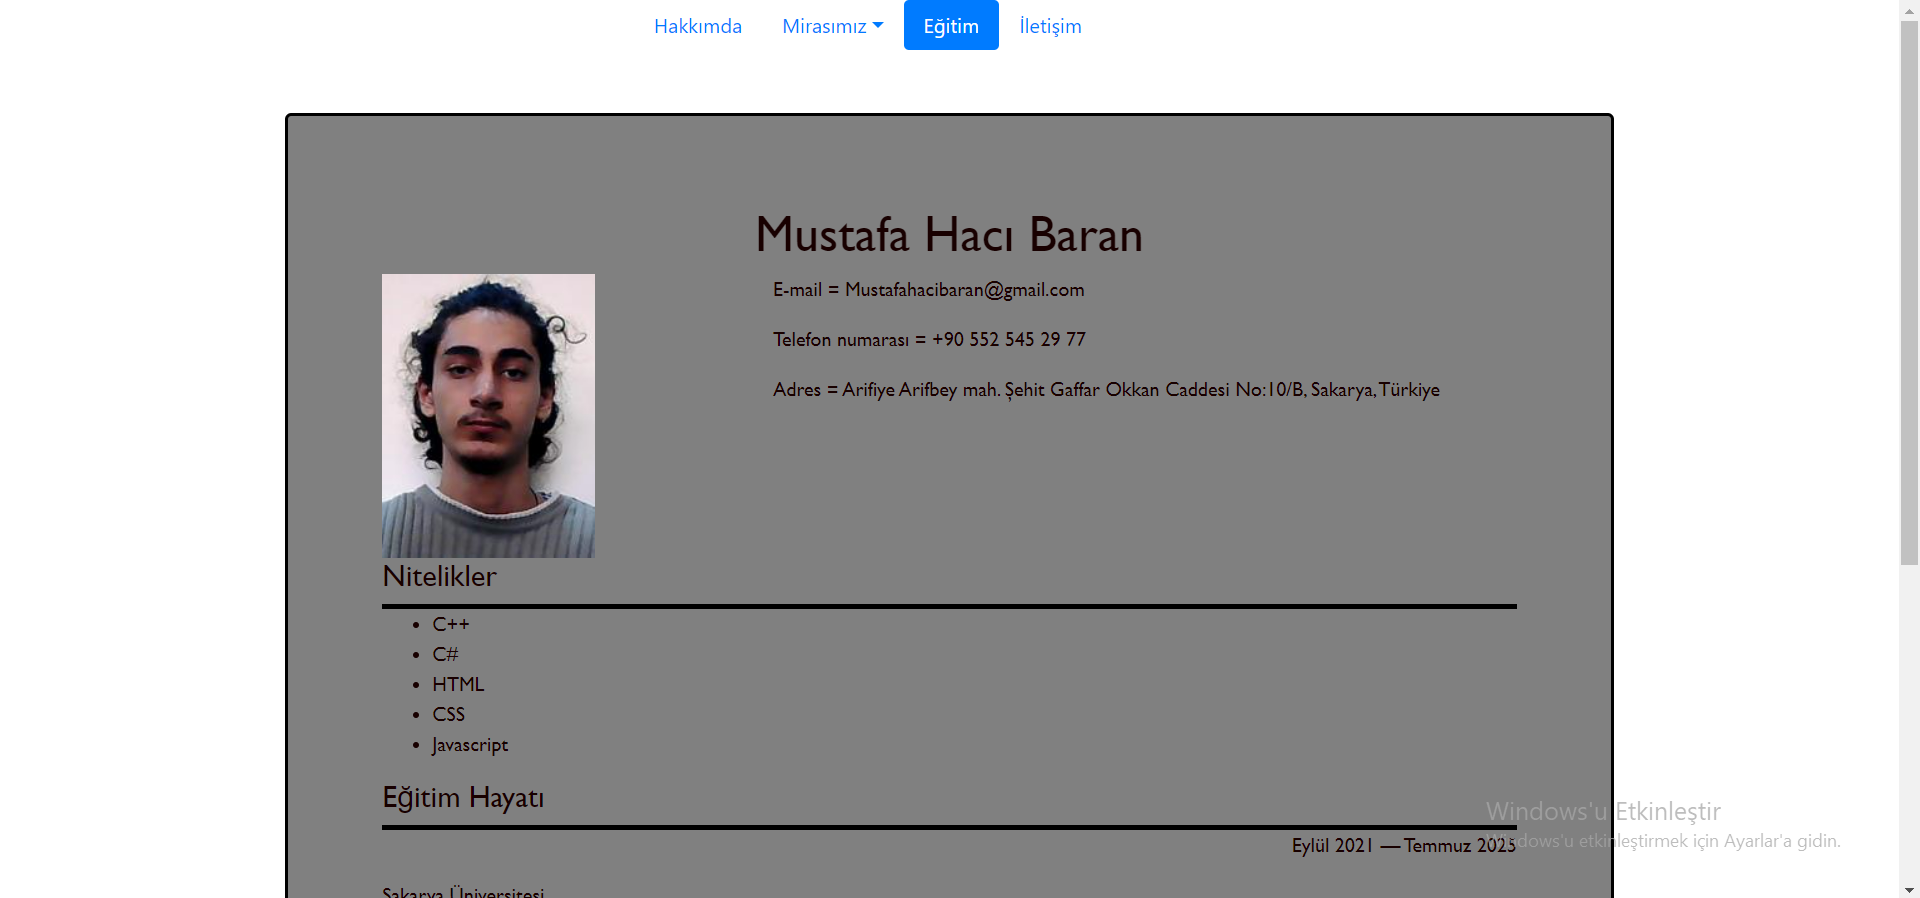 Hakkımda Mirasımız Eğitim İletişim
Mustafa Hacı Baran
E-mail = Mustafahacibaran@gmail.com
Telefon numarası = +90 552 545 29 77
Adres = Arifiye Arifbey mah. Şehit Gaffar Okkan Caddesi No:10/B, Sakarya, Türkiye
Nitelikler
C++
C#
HTML
CSS
Javascript
Eğitim Hayatı
Eylül 2021 — Temmuz 2025
Sakarya Üniversitesi
Windows'u Etkinleştir
Windows'u etkinleştirmek için Ayarlar'a gidin.